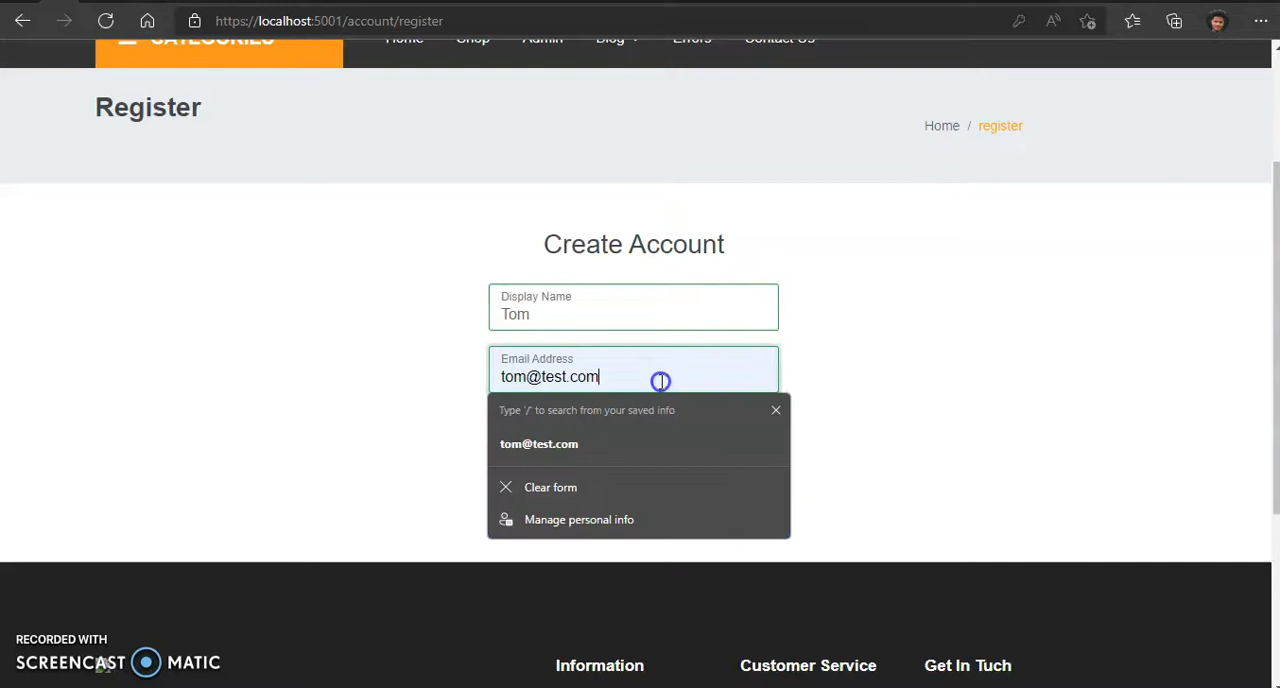 https://localhost:5001/account/register
CATEGORIES
Home Shop Admin Blog Errors Contact Us
Register
Home / register
Create Account
Display Name
Tom
Email Address
tom@test.com
Type '/' to search from your saved info
tom@test.com
Clear form
Manage personal info
RECORDED WITH
SCREENCAST MATIC
Information
Customer Service
Get In Tuch